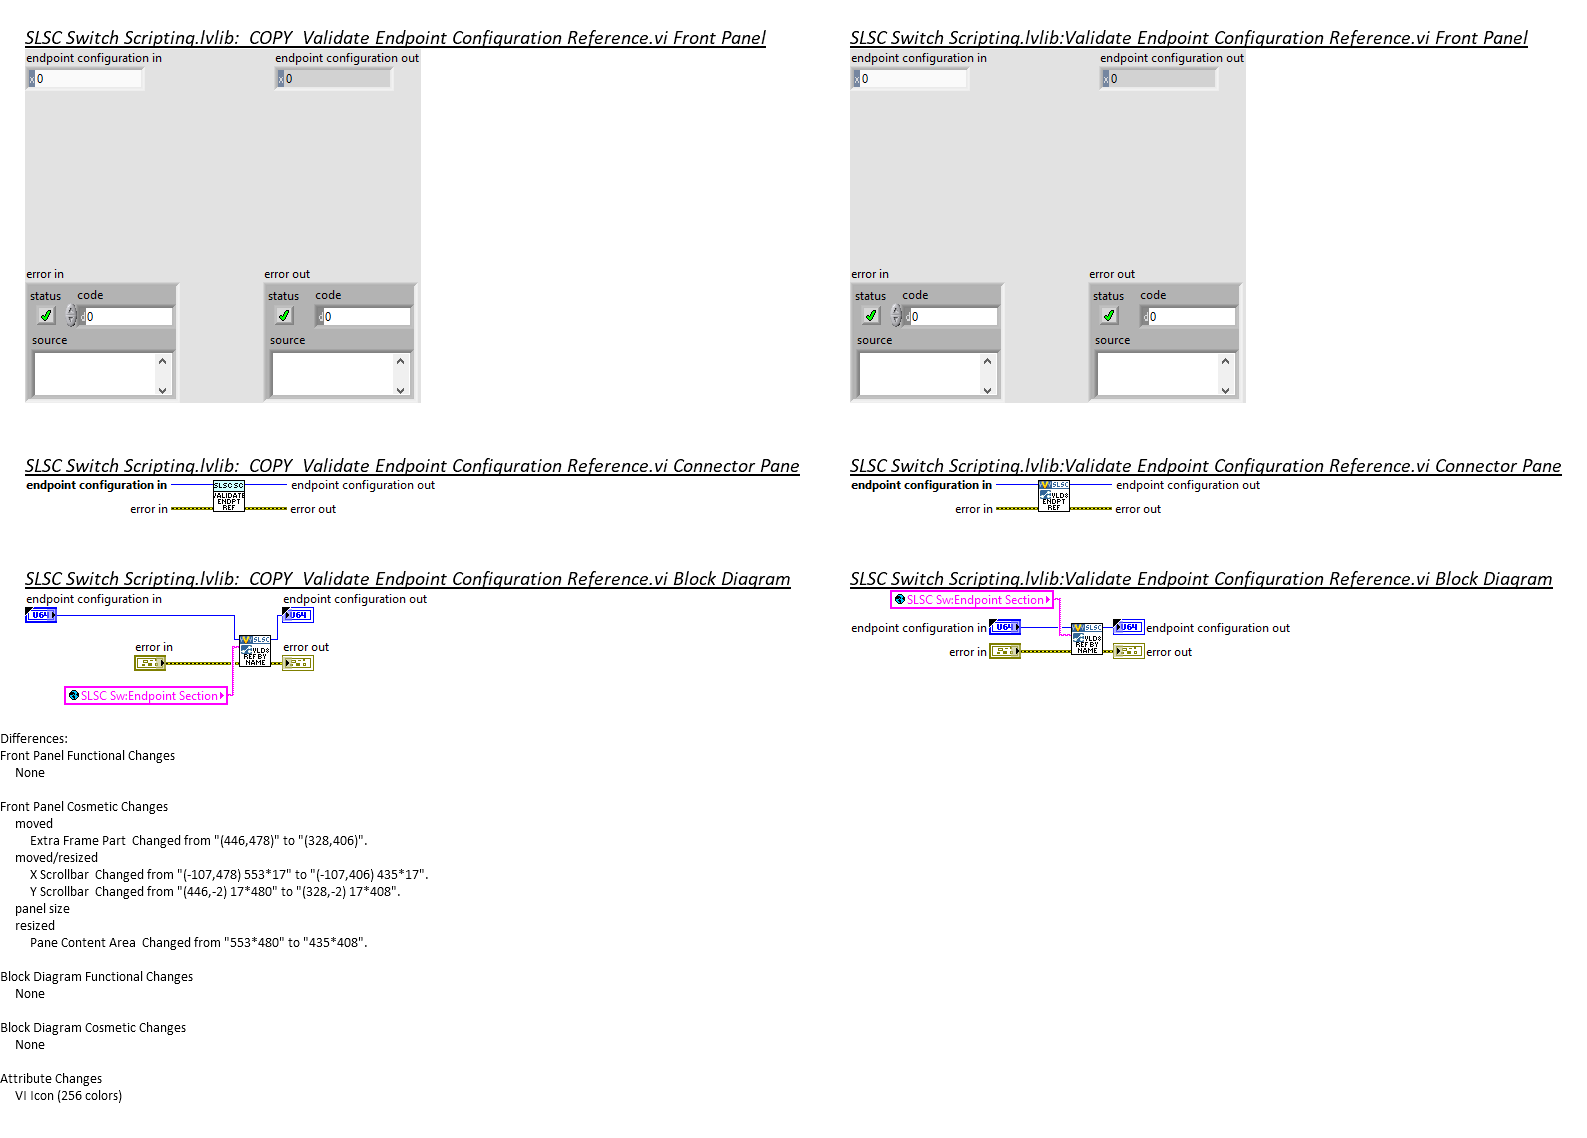 SLSC Switch Scripting.lvlib:  COPY  Validate Endpoint Configuration Reference.vi Front Panel
endpoint configuration in
endpoint configuration out
x 0
x 0
error in
error out
status
code
status
code
d 0
d 0
source
source
SLSC Switch Scripting.lvlib:Validate Endpoint Configuration Reference.vi Front Panel
endpoint configuration in
endpoint configuration out
x 0
x 0
error in
error out
status
code
status
code
d 0
d 0
source
source
SLSC Switch Scripting.lvlib:  COPY  Validate Endpoint Configuration Reference.vi Connector Pane
endpoint configuration in
SLSC SC
VALIDATE
ENDPT
REF
endpoint configuration out
error in
error out
SLSC Switch Scripting.lvlib:Validate Endpoint Configuration Reference.vi Connector Pane
endpoint configuration in
SLSC
VLD8
ENDPT
REF
endpoint configuration out
error in
error out
SLSC Switch Scripting.lvlib:  COPY  Validate Endpoint Configuration Reference.vi Block Diagram
endpoint configuration in
endpoint configuration out
U64
U64
SLSC
VLD8
REF BY
NAME
error in
error out
SLSC Sw:Endpoint Section
SLSC Switch Scripting.lvlib:Validate Endpoint Configuration Reference.vi Block Diagram
SLSC Sw:Endpoint Section
endpoint configuration in
U64
SLSC
VLD8
REF BY
NAME
U64
endpoint configuration out
error in
error out
Differences:
Front Panel Functional Changes
None
Front Panel Cosmetic Changes
moved
Extra Frame Part  Changed from "(446,478)" to "(328,406)".
moved/resized
X Scrollbar  Changed from "(-107,478) 553*17" to "(-107,406) 435*17".
Y Scrollbar  Changed from "(446,-2) 17*480" to "(328,-2) 17*408".
panel size
resized
Pane Content Area  Changed from "553*480" to "435*408".
Block Diagram Functional Changes
None
Block Diagram Cosmetic Changes
None
Attribute Changes
VI Icon (256 colors)